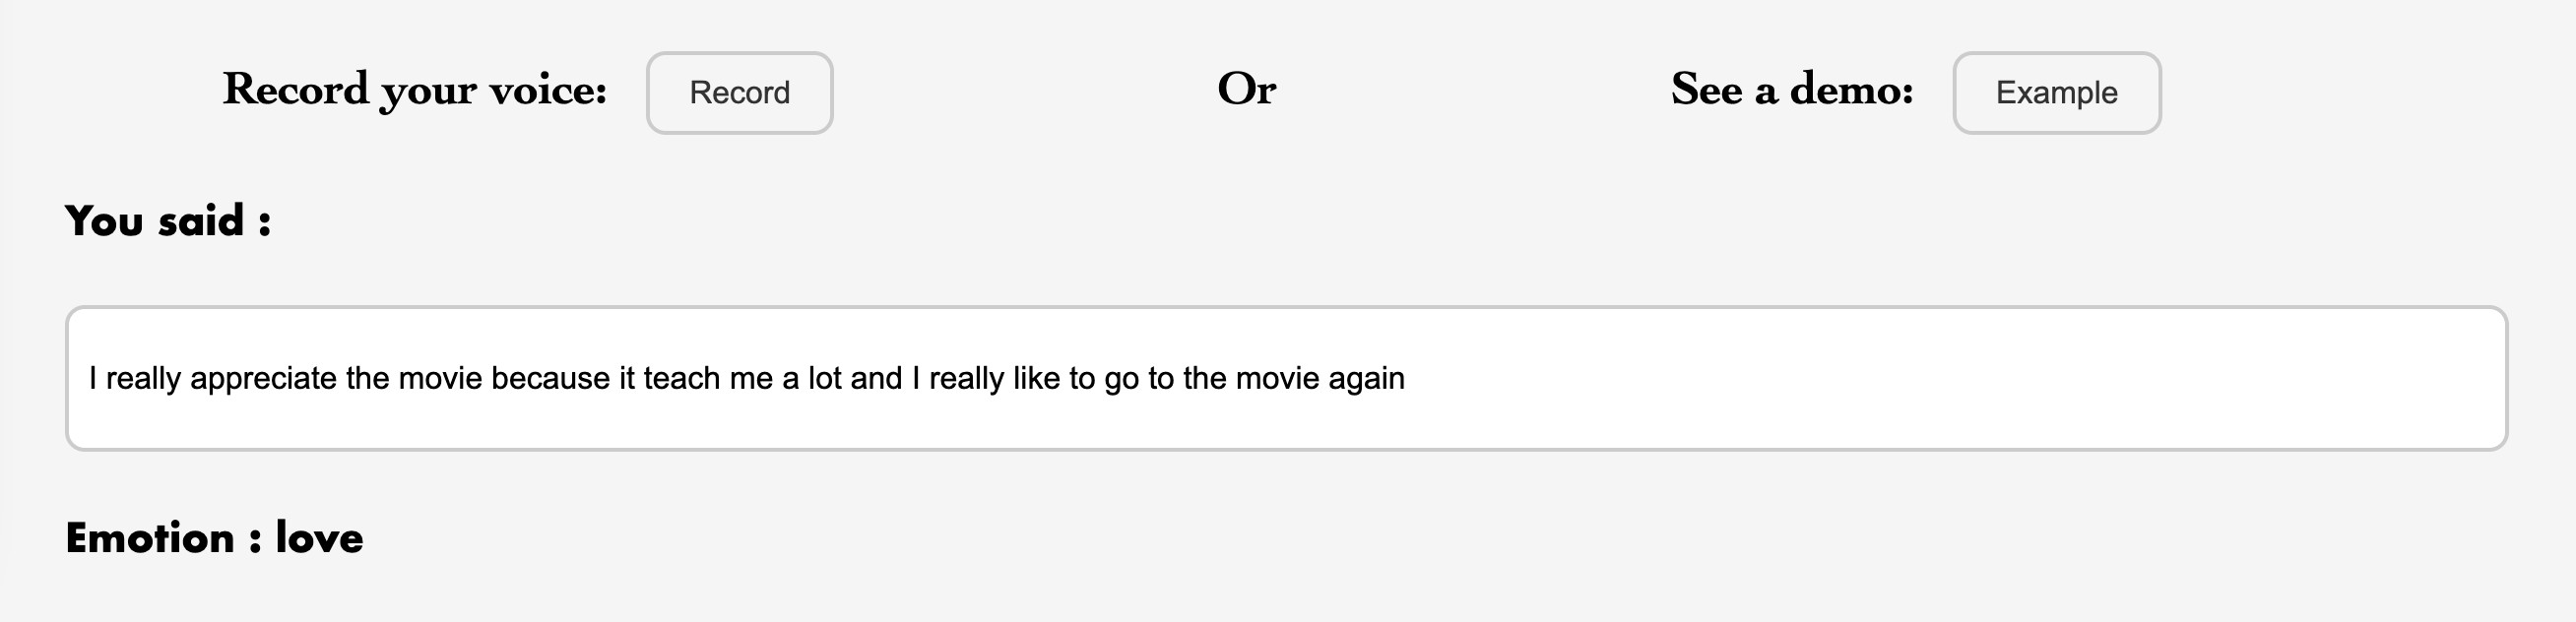 Record your voice: Record Or See a demo: Example
You said :
I really appreciate the movie because it teach me a lot and I really like to go to the movie again
Emotion : love